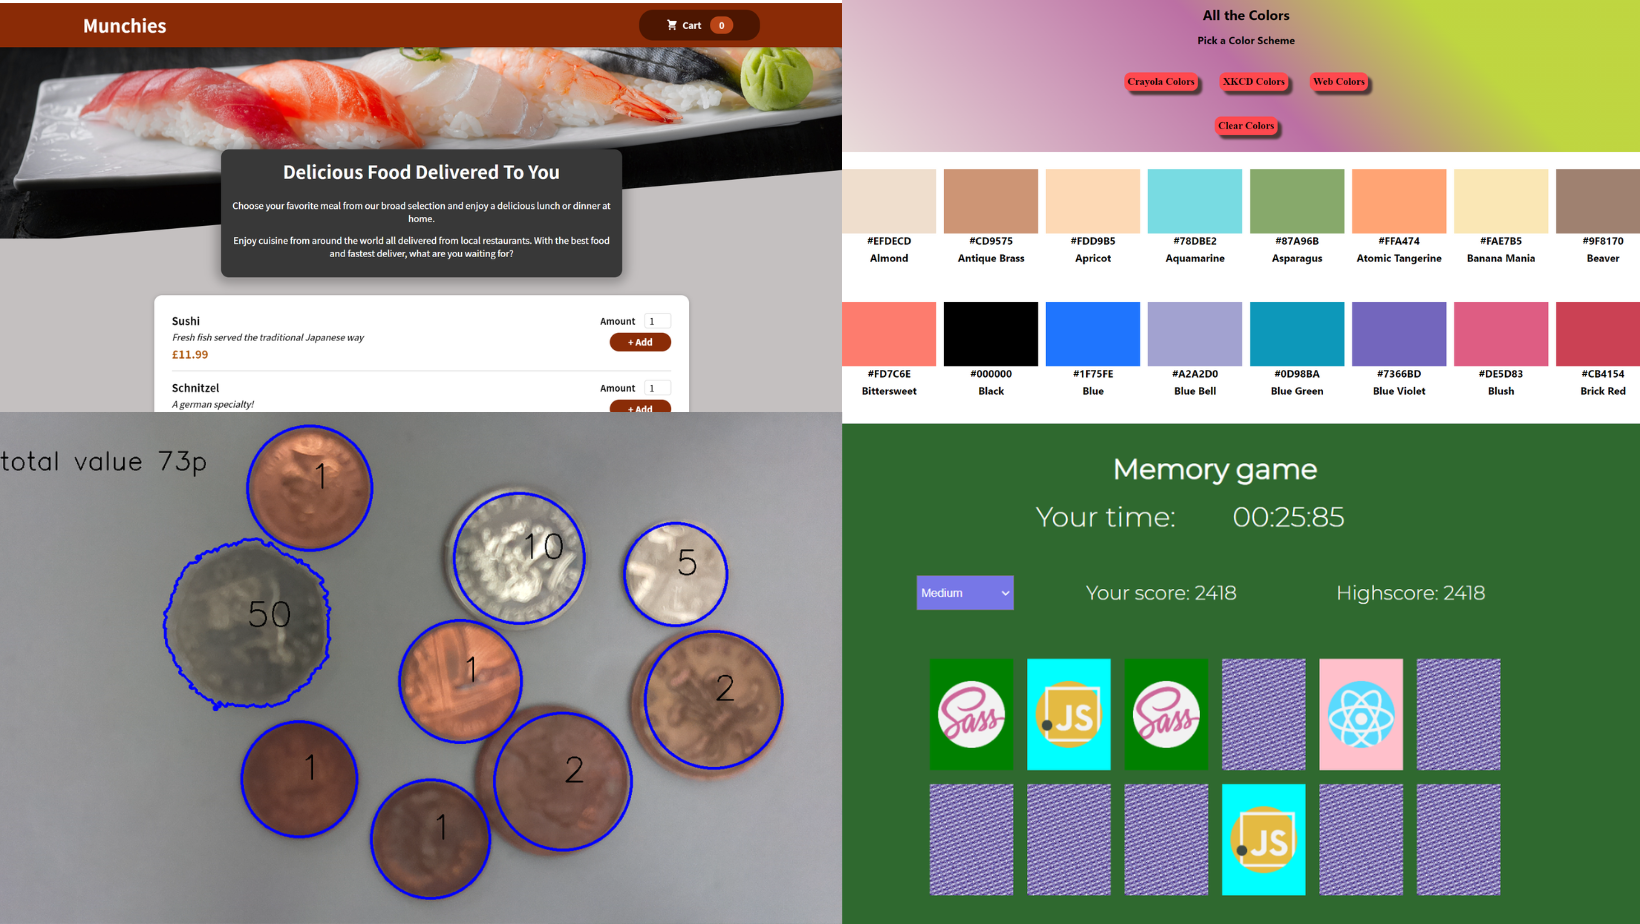 Munchies
Cart 0
Delicious Food Delivered To You
Choose your favorite meal from our broad selection and enjoy a delicious lunch or dinner at
home.
Enjoy cuisine from around the world all delivered from local restaurants. With the best food
and fastest deliver, what are you waiting for?
Sushi
Amount 1
Fresh fish served the traditional Japanese way
+ Add
£11.99
Schnitzel
Amount 1
A german specialty!
+ Add
All the Colors
Pick a Color Scheme
Crayola Colors XKCD Colors Web Colors
Clear Colors
#EFDECD #CD9575 #FDD9B5 #78DBE2 #87A96B #FFA474 #FAE7B5 #9F8170
Almond Antique Brass Apricot Aquamarine Asparagus Atomic Tangerine Banana Mania Beaver
#FD7C6E #000000 #1F75FE #A2A2D0 #0D98BA #7366BD #DE5D83 #CB4154
Bittersweet Black Blue Blue Bell Blue Green Blue Violet Blush Brick Red
total value 73p
1
10
5
50
1
2
1
2
1
Memory game
Your time: 00:25:85
Medium Your score: 2418 Highscore: 2418
Sass JS Sass
JS